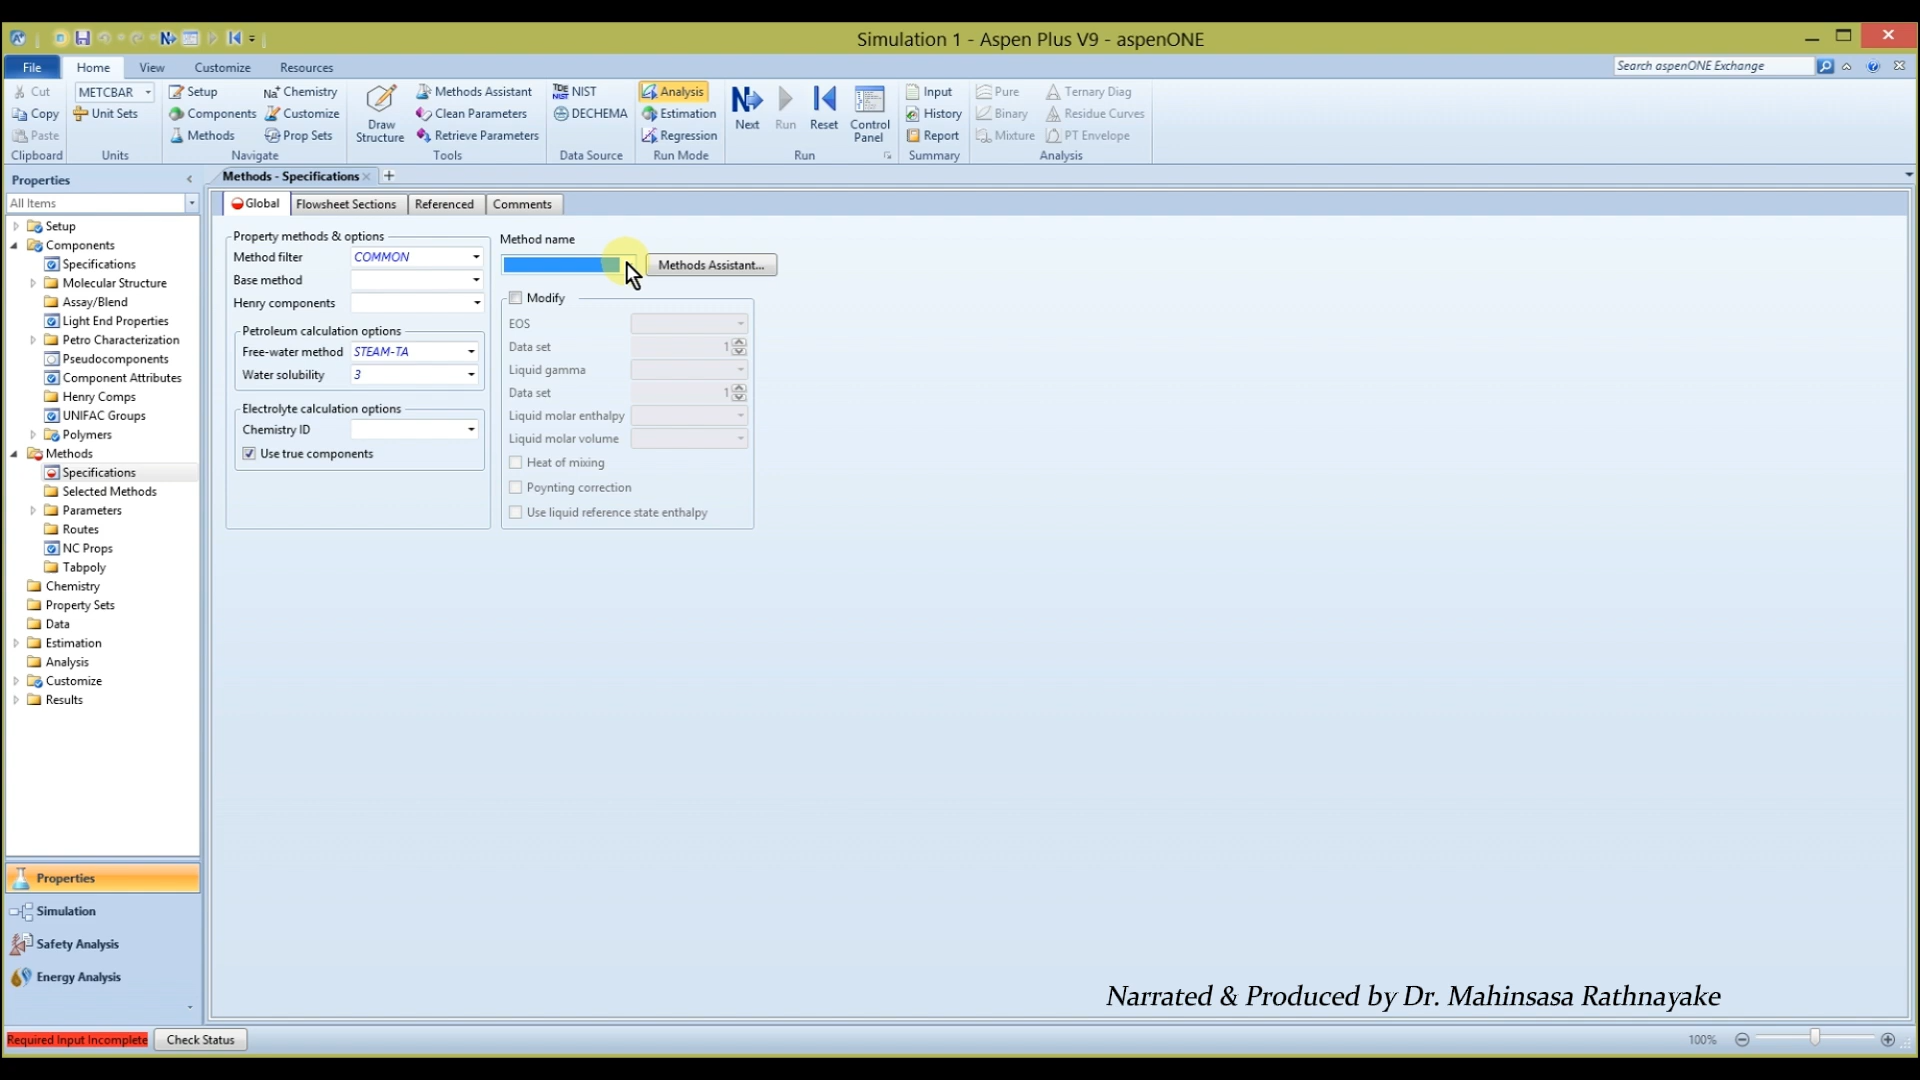 Simulation 1 - Aspen Plus V9 - aspenONE
File Home View Customize Resources
Search aspenONE Exchange
Cut
Copy
Paste
Clipboard
METCBAR
Unit Sets
Units
Setup
Components
Methods
Na+ Chemistry
Customize
Prop Sets
Navigate
Draw
Structure
Methods Assistant
Clean Parameters
Retrieve Parameters
Tools
NIST
DECHEMA
Data Source
Analysis
Estimation
Regression
Run Mode
Next
Run
Reset
Control
Panel
Run
Input
History
Report
Summary
Pure
Binary
Mixture
Ternary Diag
Residue Curves
PT Envelope
Analysis
Properties
All Items
Setup
Components
Specifications
Molecular Structure
Assay/Blend
Light End Properties
Petro Characterization
Pseudocomponents
Component Attributes
Henry Comps
UNIFAC Groups
Polymers
Methods
Specifications
Selected Methods
Parameters
Routes
NC Props
Tabpoly
Chemistry
Property Sets
Data
Estimation
Analysis
Customize
Results
Properties
Simulation
Safety Analysis
Energy Analysis
Methods - Specifications
Global Flowsheet Sections Referenced Comments
Property methods & options
Method filter COMMON
Base method
Henry components
Petroleum calculation options
Free-water method STEAM-TA
Water solubility 3
Electrolyte calculation options
Chemistry ID
Use true components
Method name
Methods Assistant...
Modify
EOS
Data set 1
Liquid gamma
Data set 1
Liquid molar enthalpy
Liquid molar volume
Heat of mixing
Poynting correction
Use liquid reference state enthalpy
Narrated & Produced by Dr. Mahinsasa Rathnayake
Required Input Incomplete Check Status
100%